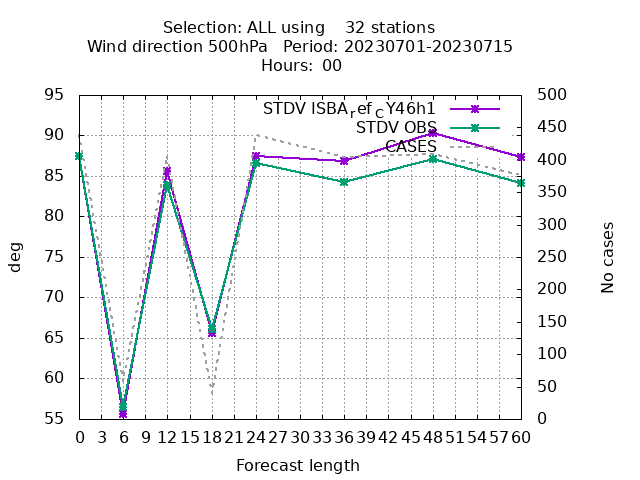 Selection: ALL using    32 stations
Wind direction 500hPa   Period: 20230701-20230715
Hours: 00
STDV ISBA_ref_CY46h1
STDV OBS
CASES
95
90
85
80
75
70
65
60
55
500
450
400
350
300
250
200
150
100
50
0
deg
No cases
0 3 6 9 12 15 18 21 24 27 30 33 36 39 42 45 48 51 54 57 60
Forecast length